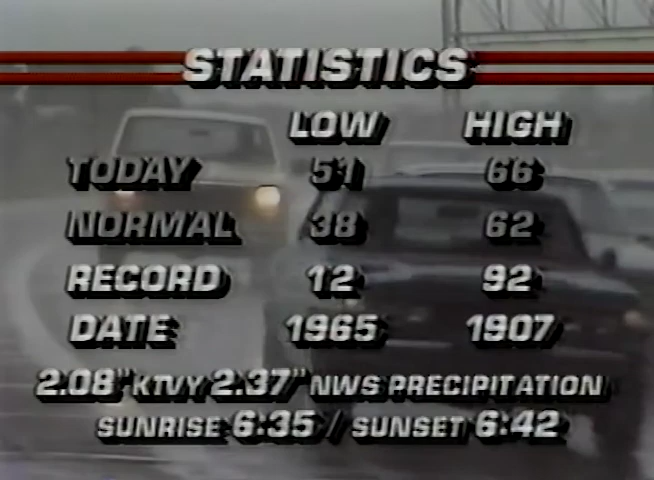 STATISTICS
LOW HIGH
TODAY 51 66
NORMAL 38 62
RECORD 12 92
DATE 1965 1907
2.08" KTVY 2.37" NWS PRECIPITATION
SUNRISE 6:35 / SUNSET 6:42